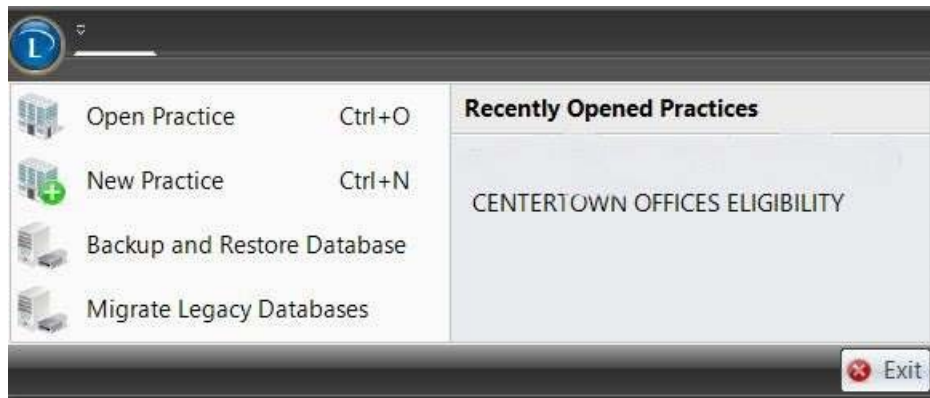 L
Open Practice Ctrl+O
New Practice Ctrl+N
Backup and Restore Database
Migrate Legacy Databases
Recently Opened Practices
CENTERTOWN OFFICES ELIGIBILITY
Exit